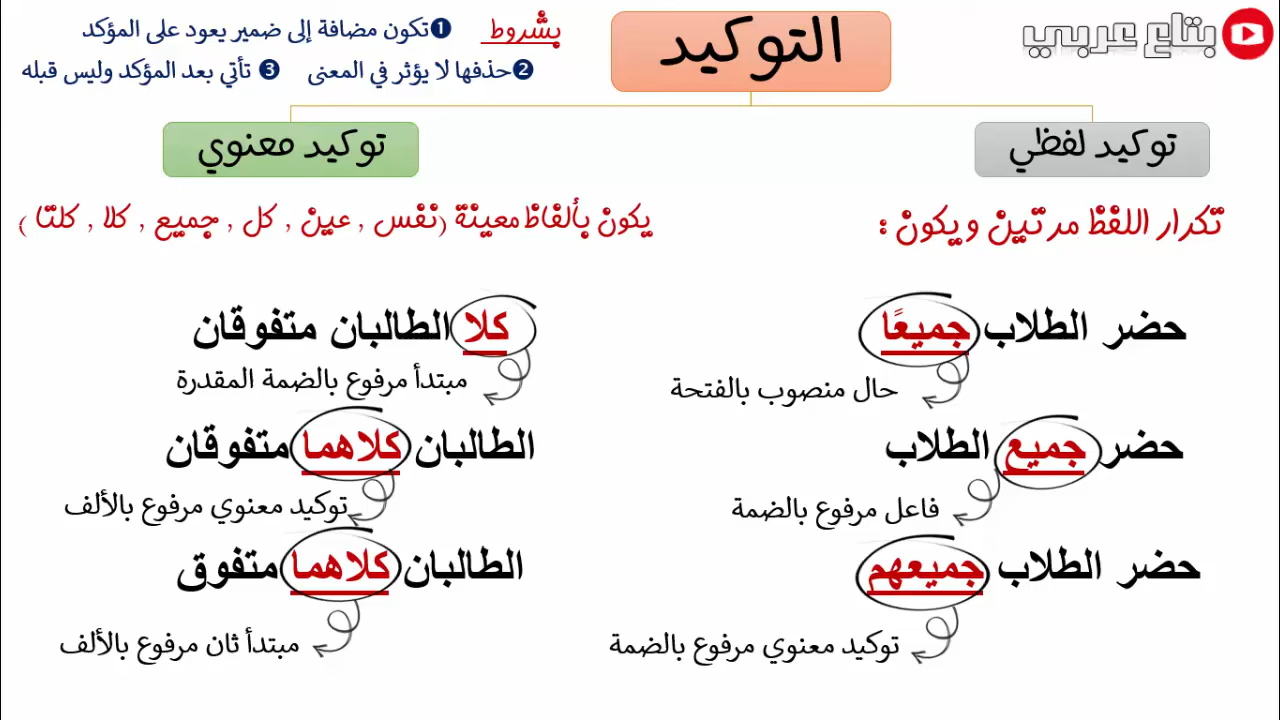 بتاع عربي
التوكيد
بشروط
❶تكون مضافة إلى ضمير يعود على المؤكد
❷حذفها لا يؤثر في المعنى ❸ تأتي بعد المؤكد وليس قبله
توكيد لفظي
تكرار اللفظ مرتين ويكون :
حضر الطلاب جميعًا
حال منصوب بالفتحة
حضر جميع الطلاب
فاعل مرفوع بالضمة
حضر الطلاب جميعهم
توكيد معنوي مرفوع بالضمة
توكيد معنوي
يكون بألفاظ معينة (نفس , عين , كل , جميع , كلا , كلتا )
كلا الطالبان متفوقان
مبتدأ مرفوع بالضمة المقدرة
الطالبان كلاهما متفوقان
توكيد معنوي مرفوع بالألف
الطالبان كلاهما متفوق
مبتدأ ثان مرفوع بالألف